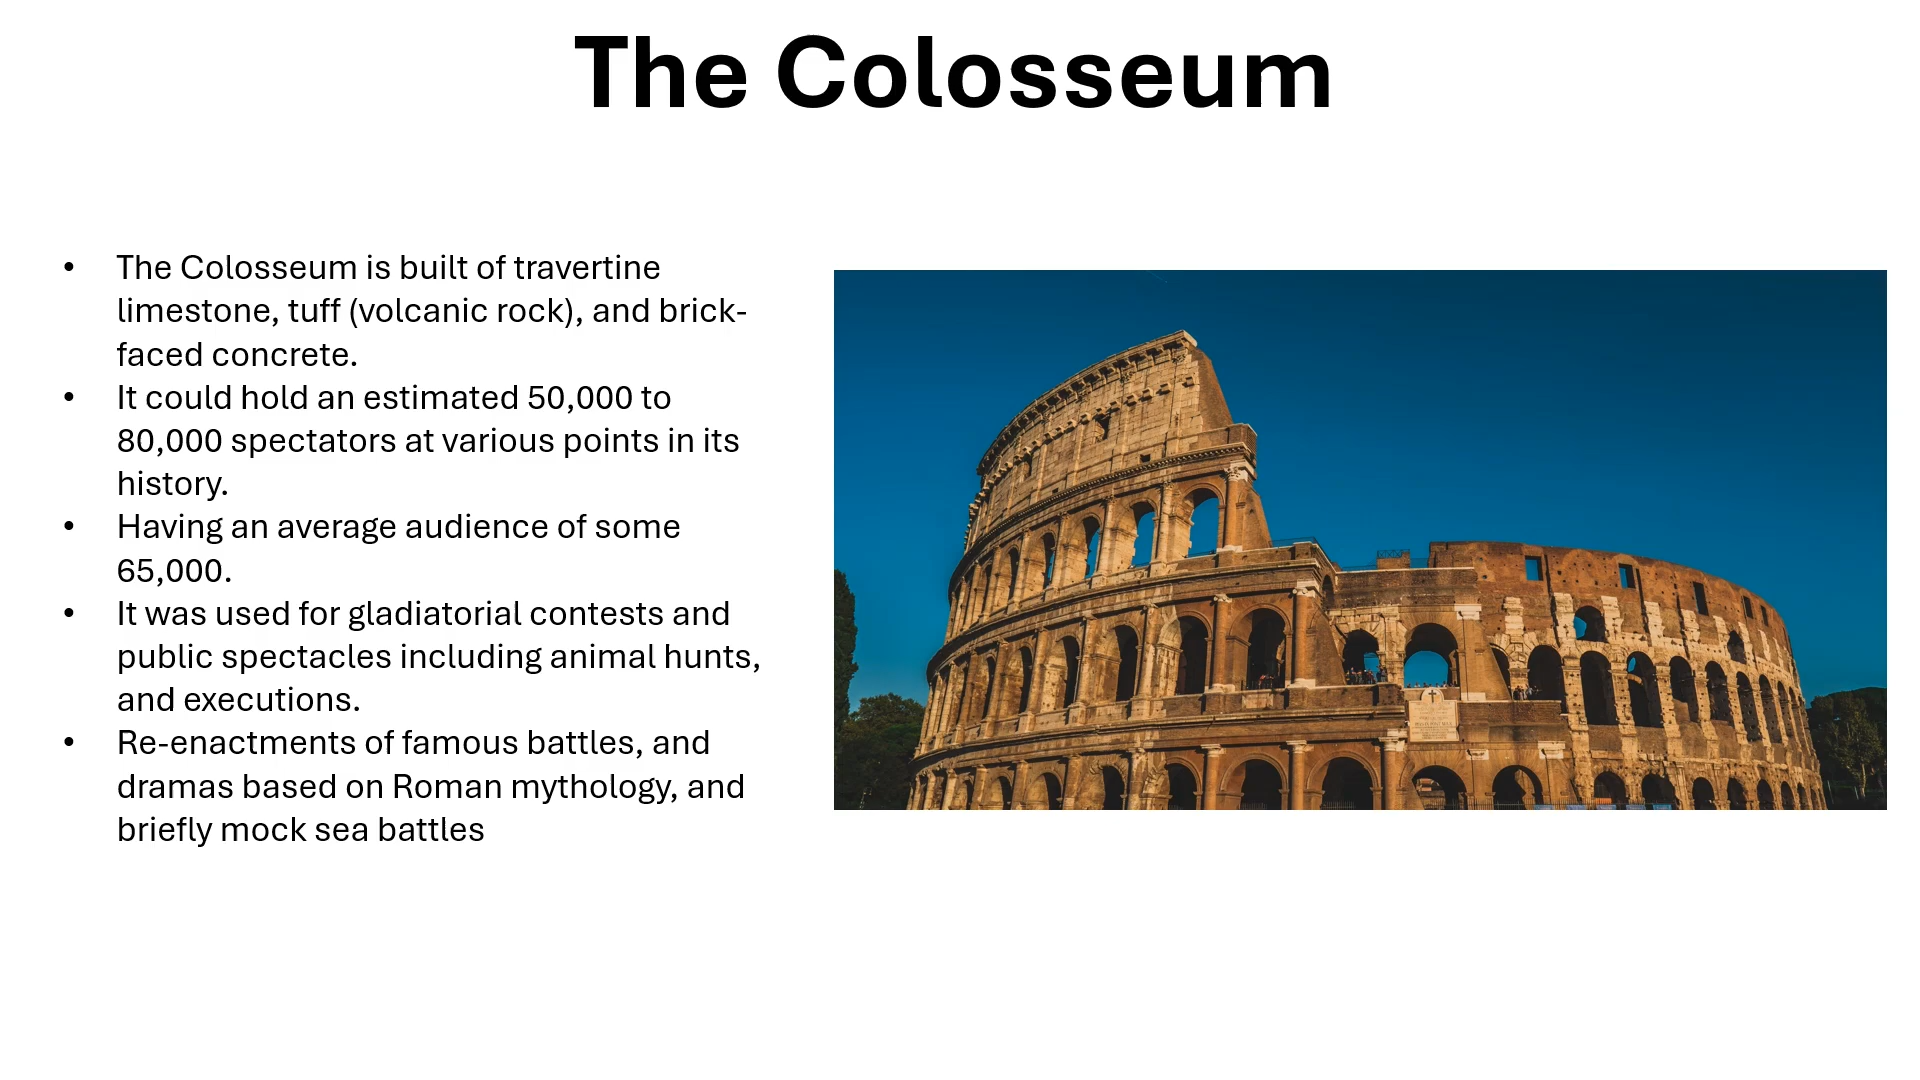 The Colosseum
• The Colosseum is built of travertine
limestone, tuff (volcanic rock), and brick-
faced concrete.
• It could hold an estimated 50,000 to
80,000 spectators at various points in its
history.
• Having an average audience of some
65,000.
• It was used for gladiatorial contests and
public spectacles including animal hunts,
and executions.
• Re-enactments of famous battles, and
dramas based on Roman mythology, and
briefly mock sea battles